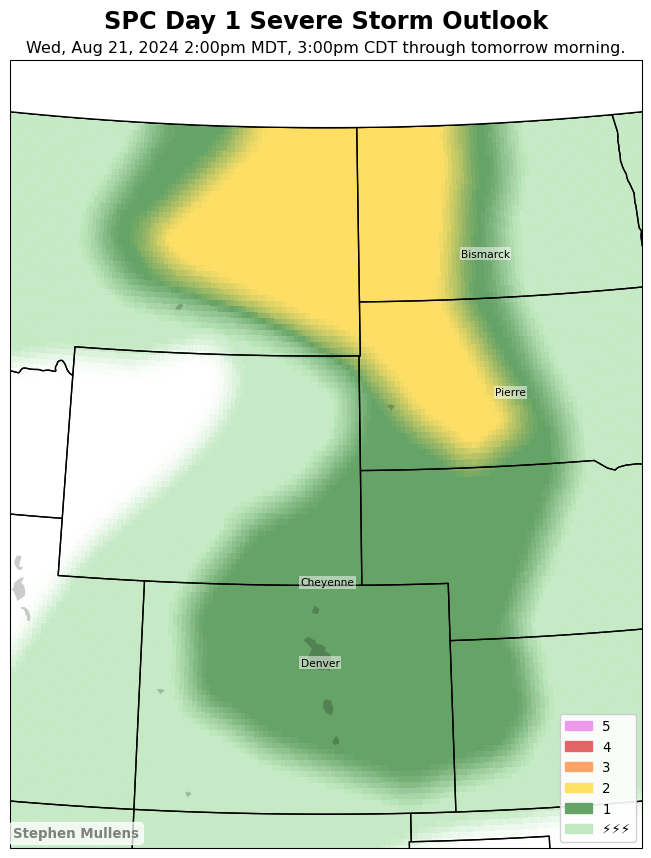 SPC Day 1 Severe Storm Outlook
Wed, Aug 21, 2024 2:00pm MDT, 3:00pm CDT through tomorrow morning.
Bismarck
Pierre
Cheyenne
Denver
5
4
3
2
1
⚡⚡⚡
Stephen Mullens